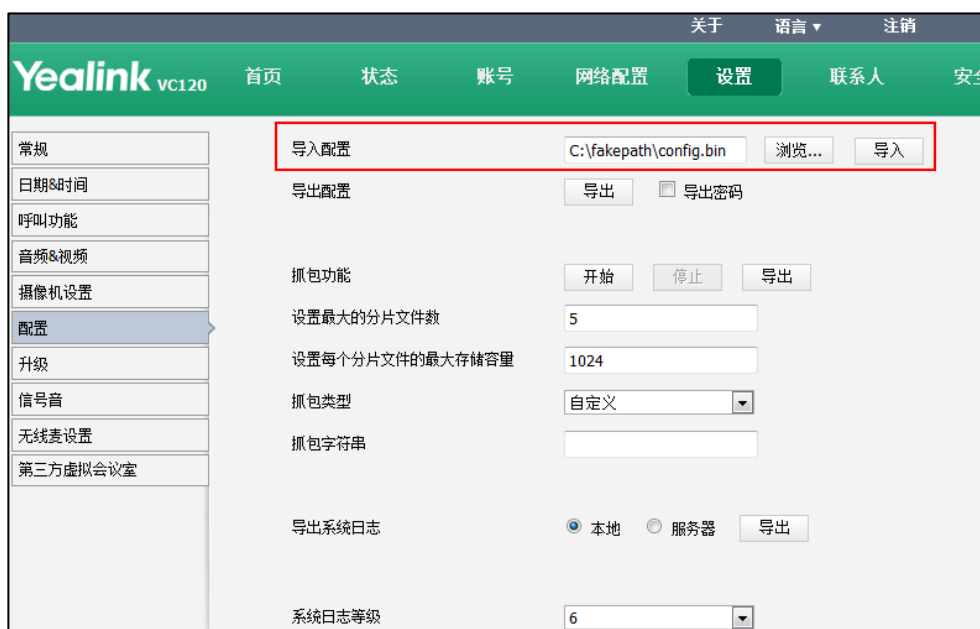 关于 语言 ▾ 注销
Yealink VC120 首页 状态 账号 网络配置 设置 联系人 安全
常规
日期&时间
呼叫功能
音频&视频
摄像机设置
配置
升级
信号音
无线麦设置
第三方虚拟会议室
导入配置 C:\fakepath\config.bin 浏览... 导入
导出配置 导出 导出密码
抓包功能 开始 停止 导出
设置最大的分片文件数 5
设置每个分片文件的最大存储容量 1024
抓包类型 自定义
抓包字符串
导出系统日志 本地 服务器 导出
系统日志等级 6